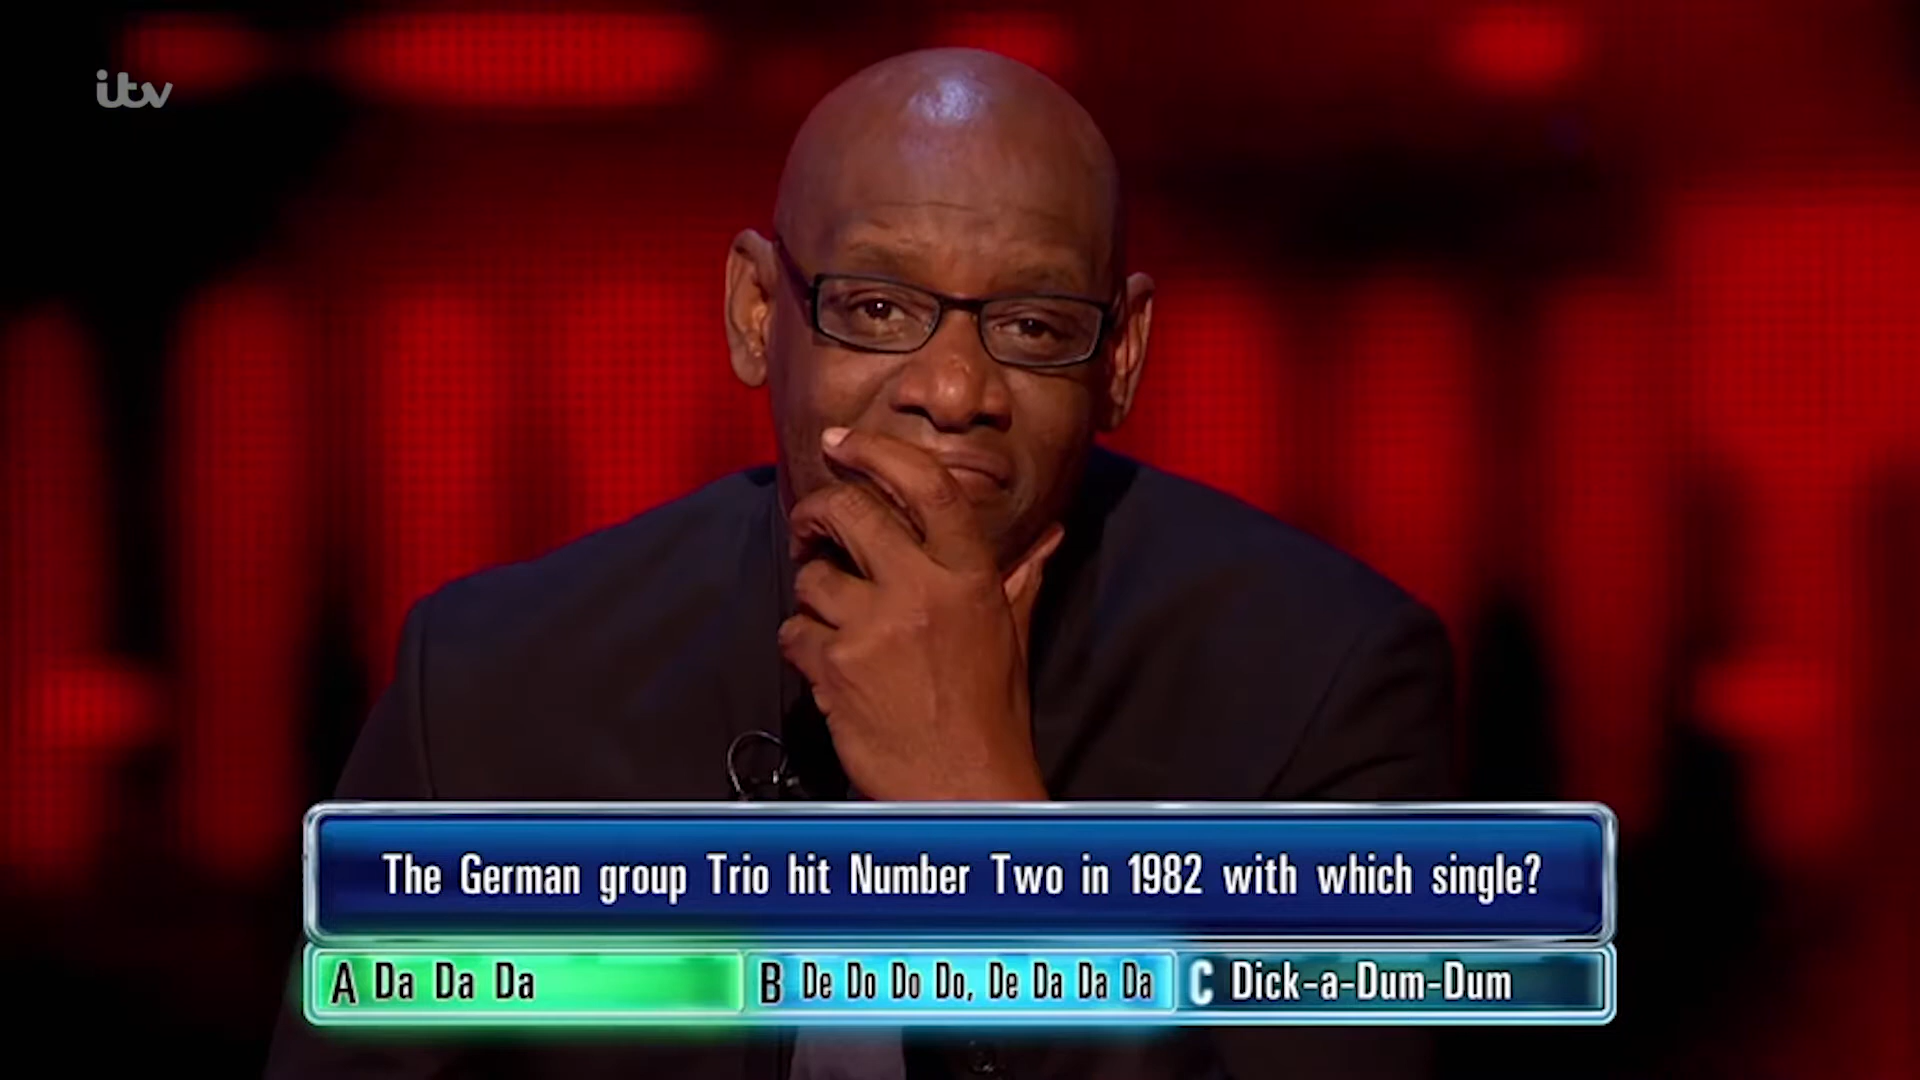 itv
The German group Trio hit Number Two in 1982 with which single?
A Da Da Da
B De Do Do Do, De Da Da Da
C Dick-a-Dum-Dum